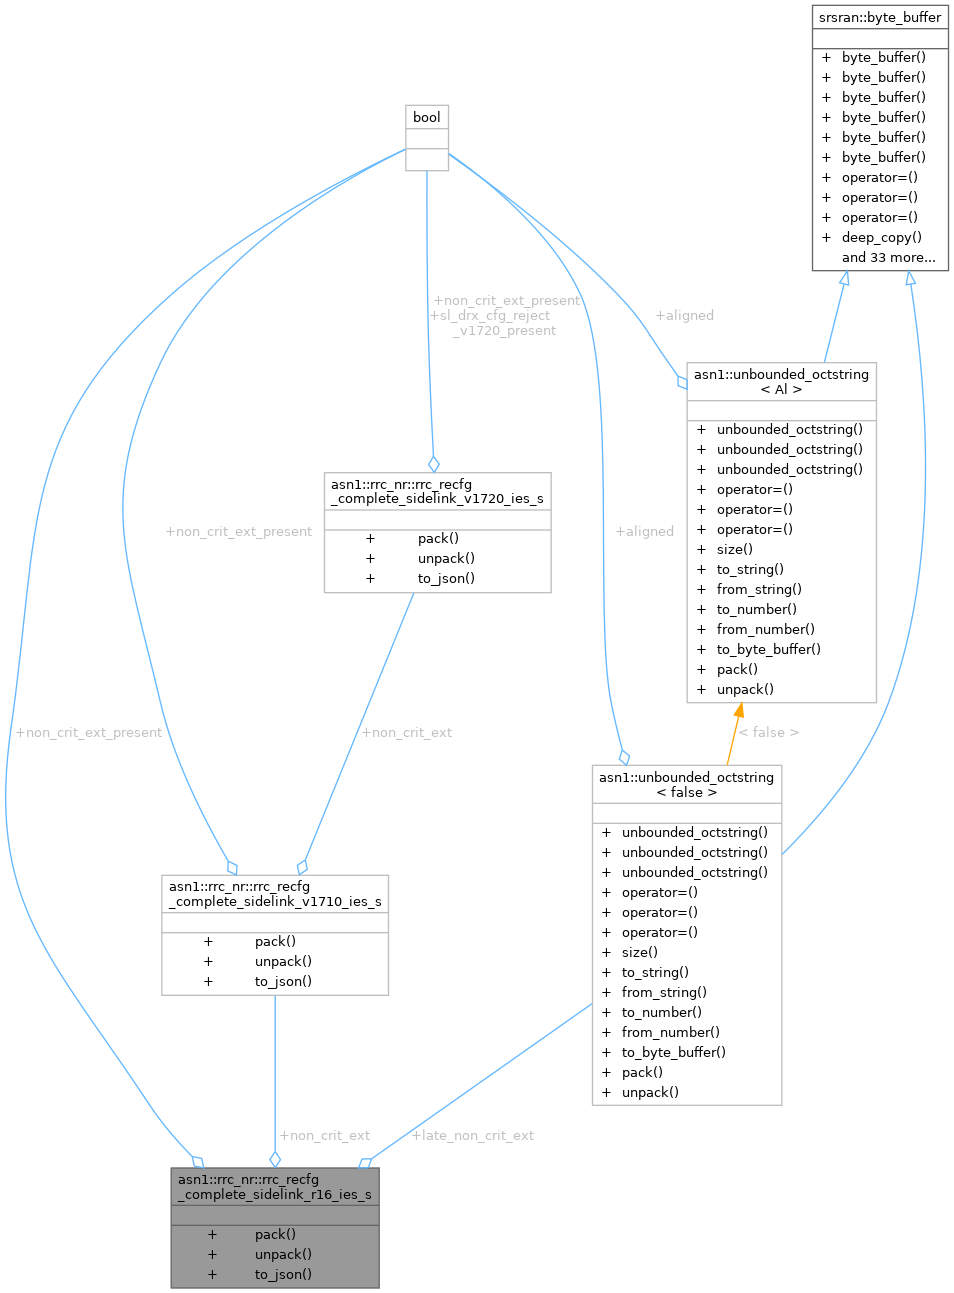 srsran::byte_buffer
+ byte_buffer()
+ byte_buffer()
+ byte_buffer()
+ byte_buffer()
+ byte_buffer()
+ byte_buffer()
+ operator=()
+ operator=()
+ operator=()
+ deep_copy()
and 33 more...
bool
+non_crit_ext_present
+sl_drx_cfg_reject
_v1720_present
+aligned
asn1::unbounded_octstring
< Al >
+ unbounded_octstring()
+ unbounded_octstring()
+ unbounded_octstring()
+ operator=()
+ operator=()
+ operator=()
+ size()
+ to_string()
+ from_string()
+ to_number()
+ from_number()
+ to_byte_buffer()
+ pack()
+ unpack()
asn1::rrc_nr::rrc_recfg
_complete_sidelink_v1720_ies_s
+ pack()
+ unpack()
+ to_json()
+non_crit_ext_present
+aligned
+non_crit_ext_present
+non_crit_ext
< false >
asn1::unbounded_octstring
< false >
+ unbounded_octstring()
+ unbounded_octstring()
+ unbounded_octstring()
+ operator=()
+ operator=()
+ operator=()
+ size()
+ to_string()
+ from_string()
+ to_number()
+ from_number()
+ to_byte_buffer()
+ pack()
+ unpack()
asn1::rrc_nr::rrc_recfg
_complete_sidelink_v1710_ies_s
+ pack()
+ unpack()
+ to_json()
+non_crit_ext
+late_non_crit_ext
asn1::rrc_nr::rrc_recfg
_complete_sidelink_r16_ies_s
+ pack()
+ unpack()
+ to_json()